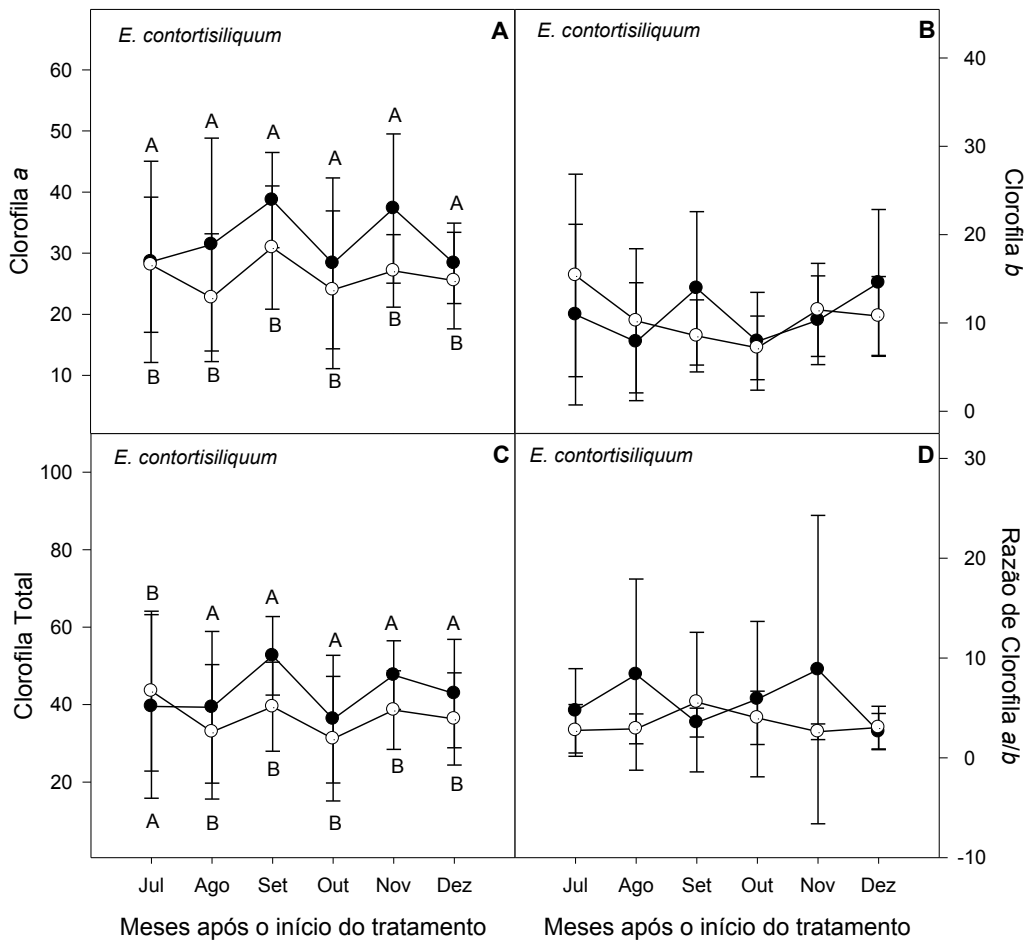 E. contortisiliquum
A
60
50
40
30
20
10
Clorofila a
A
A
A
A
A
A
B
B
B
B
B
B
E. contortisiliquum
B
40
30
20
10
0
Clorofila b
E. contortisiliquum
C
100
80
60
40
20
Clorofila Total
B
A
A
A
A
A
A
B
B
B
B
B
Jul Ago Set Out Nov Dez
Meses após o início do tratamento
E. contortisiliquum
D
30
20
10
0
-10
Razão de Clorofila a/b
Jul Ago Set Out Nov Dez
Meses após o início do tratamento